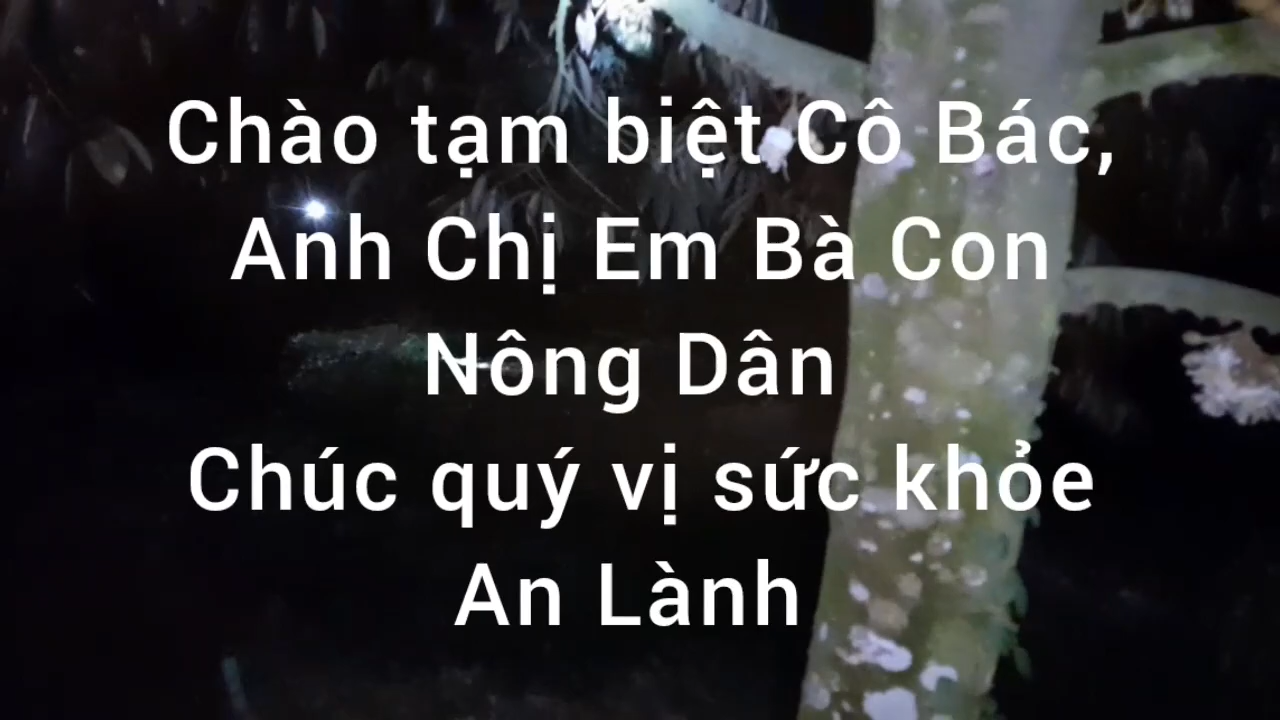 Chào tạm biệt Cô Bác,
Anh Chị Em Bà Con
Nông Dân
Chúc quý vị sức khỏe
An Lành